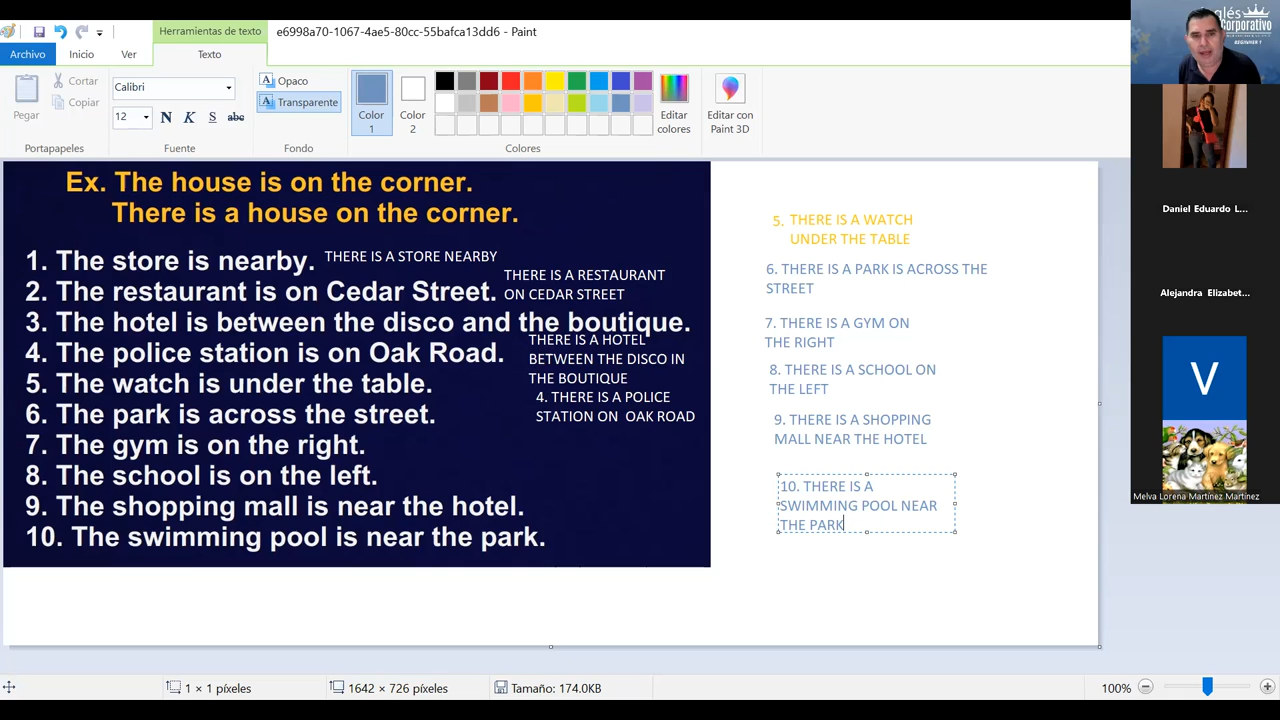 Herramientas de texto
e6998a70-1067-4ae5-80cc-55bafca13dd6 - Paint
Archivo
Inicio
Ver
Texto
Pegar
Cortar
Copiar
Portapapeles
Calibri
12
N K S abc
Fuente
Opaco
Transparente
Fondo
Color
1
Color
2
Editar
colores
Editar con
Paint 3D
Colores
Ex. The house is on the corner.
There is a house on the corner.
1. The store is nearby.
THERE IS A STORE NEARBY
2. The restaurant is on Cedar Street.
THERE IS A RESTAURANT
ON CEDAR STREET
3. The hotel is between the disco and the boutique.
THERE IS A HOTEL
BETWEEN THE DISCO IN
THE BOUTIQUE
4. The police station is on Oak Road.
4. THERE IS A POLICE
STATION ON OAK ROAD
5. The watch is under the table.
6. The park is across the street.
7. The gym is on the right.
8. The school is on the left.
9. The shopping mall is near the hotel.
10. The swimming pool is near the park.
5. THERE IS A WATCH
UNDER THE TABLE
6. THERE IS A PARK IS ACROSS THE
STREET
7. THERE IS A GYM ON
THE RIGHT
8. THERE IS A SCHOOL ON
THE LEFT
9. THERE IS A SHOPPING
MALL NEAR THE HOTEL
10. THERE IS A
SWIMMING POOL NEAR
THE PARK
glés
orporativo
BEGINNER 1
Daniel Eduardo L...
Alejandra Elizabet...
V
Melva Lorena Martínez Martínez
1 × 1 píxeles
1642 × 726 píxeles
Tamaño: 174.0KB
100%